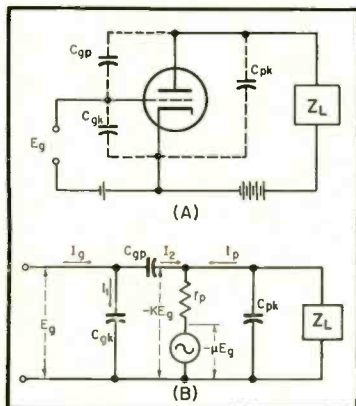 Cgp
Cpk
ZL
Cgk
Eg
(A)
Ig
Cgp
I2
Ip
I1
rp
Eg
Cgk
-KEg
Cpk
ZL
-μEg
(B)